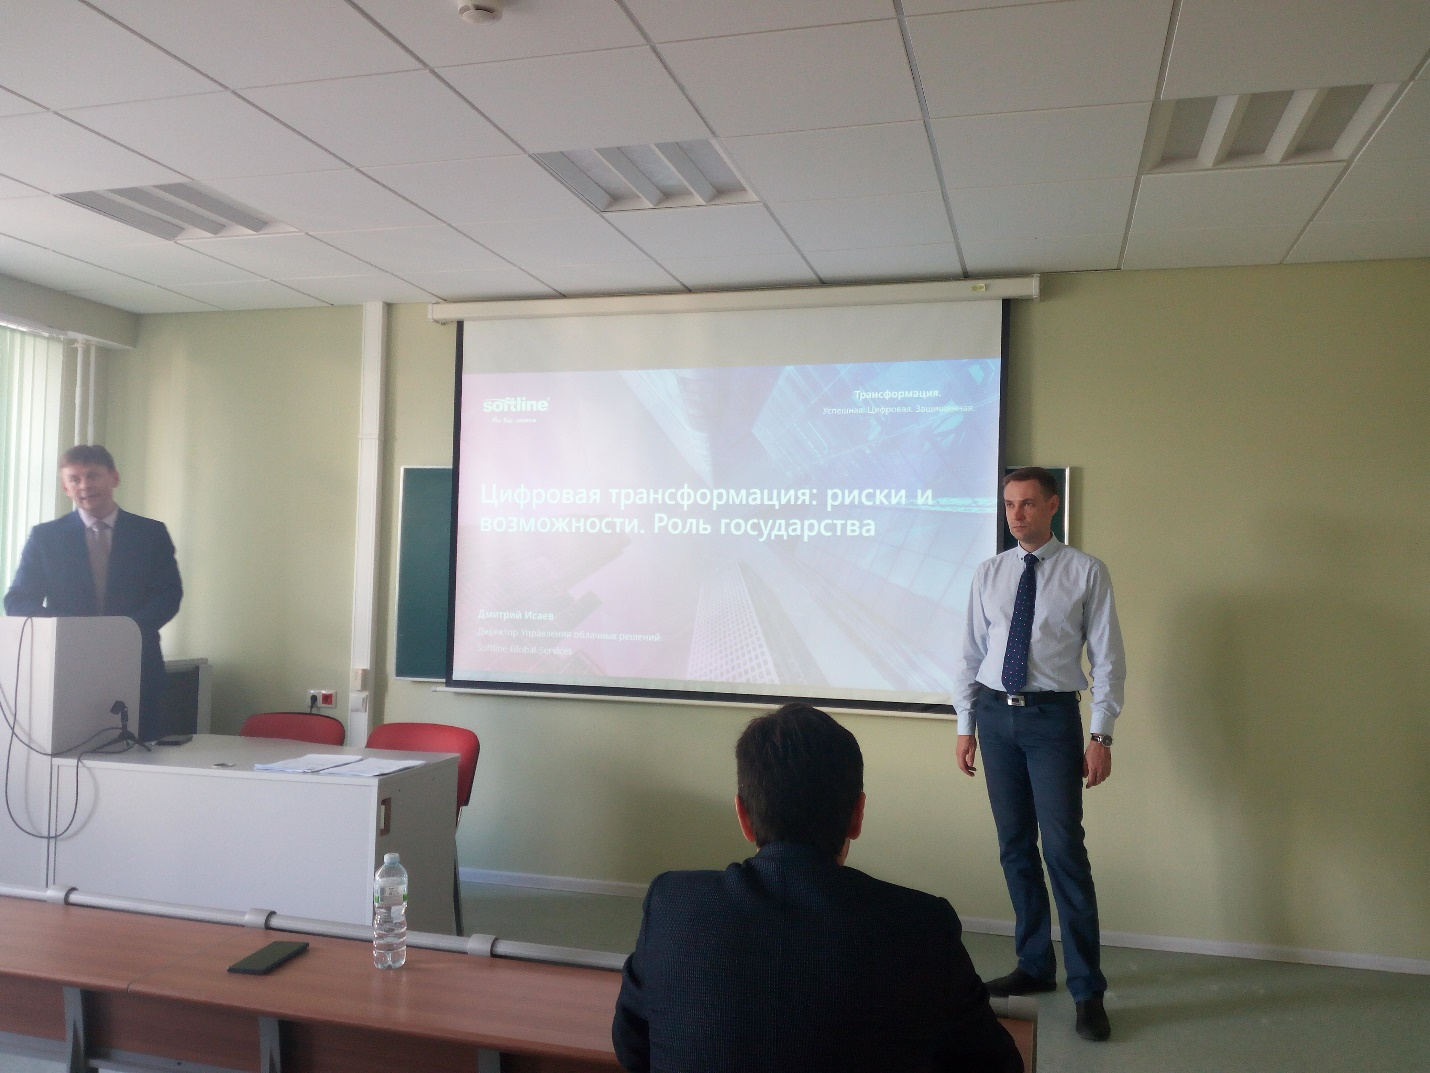 softline
Трансформация.
Успешная. Цифровая. Защищенная.
Цифровая трансформация: риски и
возможности. Роль государства
Дмитрий Исаев
Директор Управления облачных решений
Softline Global Services